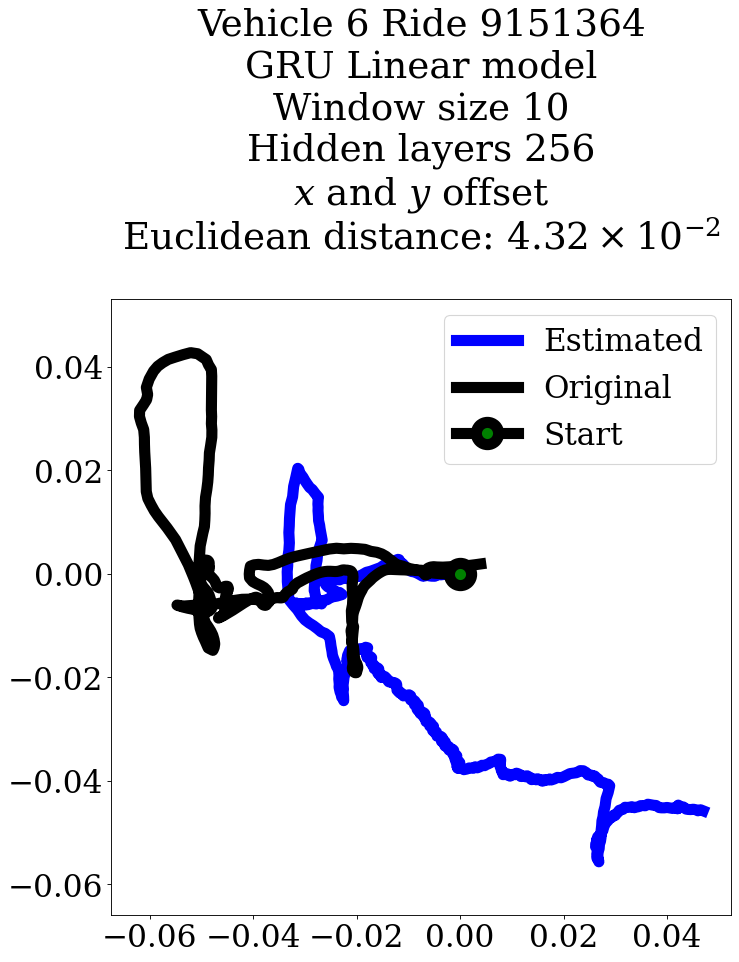 Vehicle 6 Ride 9151364
GRU Linear model
Window size 10
Hidden layers 256
x and y offset
Euclidean distance: 4.32 × 10⁻²
Estimated
Original
Start
0.04
0.02
0.00
−0.02
−0.04
−0.06
−0.06 −0.04 −0.02 0.00 0.02 0.04